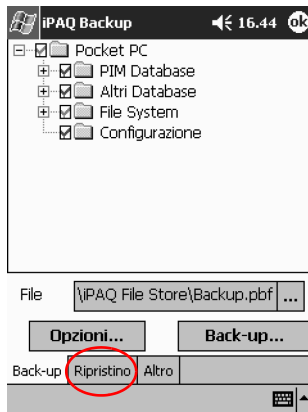 iPAQ Backup 16.44 ok
Pocket PC
PIM Database
Altri Database
File System
Configurazione
File \iPAQ File Store\Backup.pbf ...
Opzioni... Back-up...
Back-up Ripristino Altro